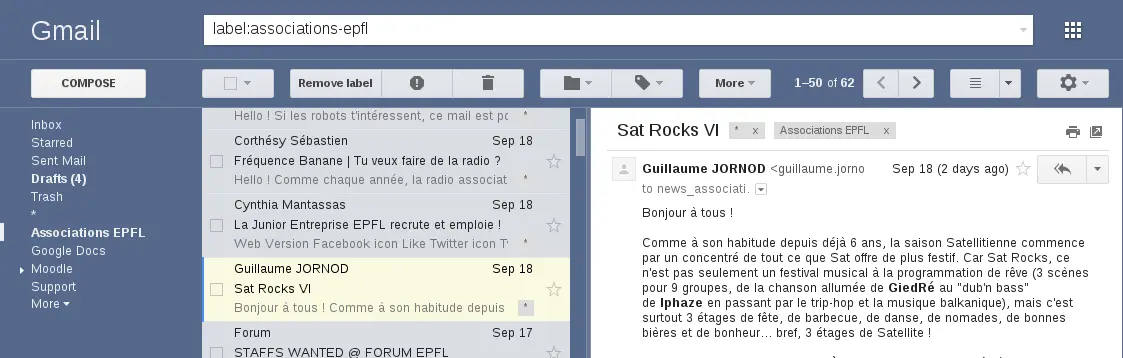 Gmail
label:associations-epfl
COMPOSE
Remove label
More
1–50 of 62
Inbox
Starred
Sent Mail
Drafts (4)
Trash
*
Associations EPFL
Google Docs
Moodle
Support
More
Hello ! Si les robots t'intéressent, ce mail est po *
Corthésy Sébastien Sep 18
Fréquence Banane | Tu veux faire de la radio ?
Hello ! Comme chaque année, la radio associat *
Cynthia Mantassas Sep 18
La Junior Entreprise EPFL recrute et emploie !
Web Version Facebook icon Like Twitter icon T *
Guillaume JORNOD Sep 18
Sat Rocks VI
Bonjour à tous ! Comme à son habitude depuis *
Forum Sep 17
STAFFS WANTED @ FORUM EPFL
Sat Rocks VI * x Associations EPFL x
Guillaume JORNOD <guillaume.jorno Sep 18 (2 days ago)
to news_associati.
Bonjour à tous !
Comme à son habitude depuis déjà 6 ans, la saison Satellitienne commence
par un concentré de tout ce que Sat offre de plus festif. Car Sat Rocks, ce
n'est pas seulement un festival musical à la programmation de rêve (3 scènes
pour 9 groupes, de la chanson allumée de GiedRé au "dub'n bass"
de Iphaze en passant par le trip-hop et la musique balkanique), mais c'est
surtout 3 étages de fête, de barbecue, de danse, de nomades, de bonnes
bières et de bonheur... bref, 3 étages de Satellite !